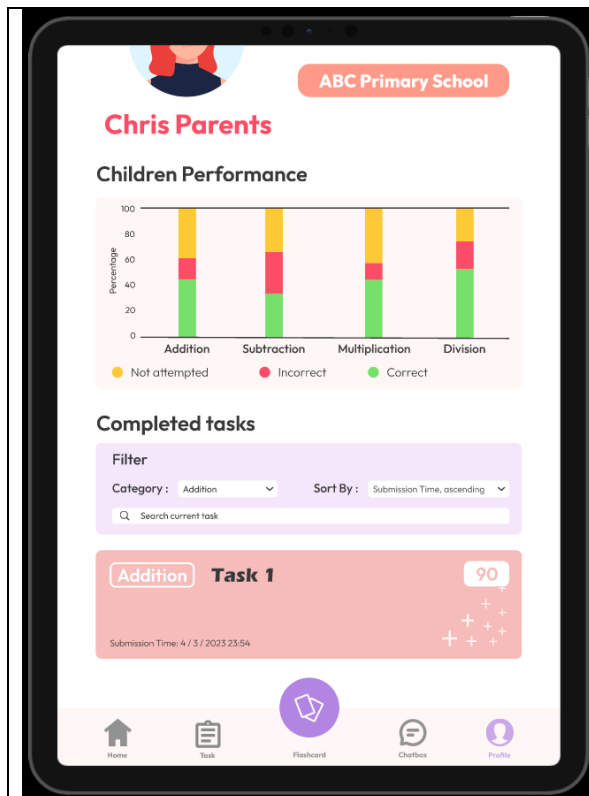 ABC Primary School
Chris Parents
Children Performance
100
80
60
40
20
0
Percentage
Addition Subtraction Multiplication Division
Not attempted Incorrect Correct
Completed tasks
Filter
Category : Addition Sort By : Submission Time, ascending
Search current task
Addition Task 1 90
Submission Time: 4 / 3 / 2023 23:54
Home Task Flashcard Chatbox Profile